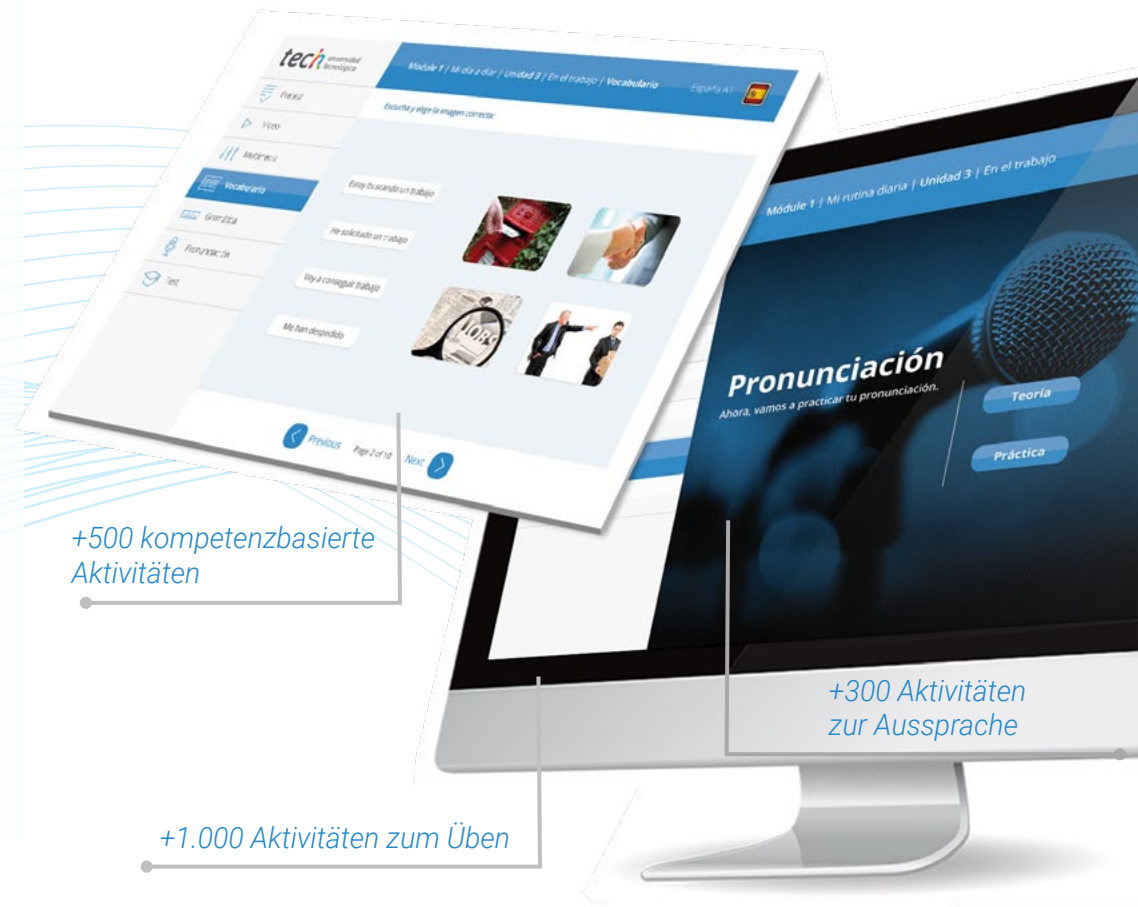 tech universidad
tecnológica
Module 1 | Mi día a diar | Unidad 3 | En el trabajo | Vocabulario
España A1
Escucha y elige la imagen correcta:
Video
Vocabulario
Gramática
Pronunciación
Test
Estoy buscando un trabajo
He solicitado un trabajo
Voy a conseguir trabajo
Me han despedido
JOBS
Previous
Page 2 of 10
Next
Módule 1 | Mi rutina diaria | Unidad 3 | En el trabajo
Pronunciación
Ahora, vamos a practicar tu pronunciación.
Teoría
Práctica
+500 kompetenzbasierte
Aktivitäten
+300 Aktivitäten
zur Aussprache
+1.000 Aktivitäten zum Üben